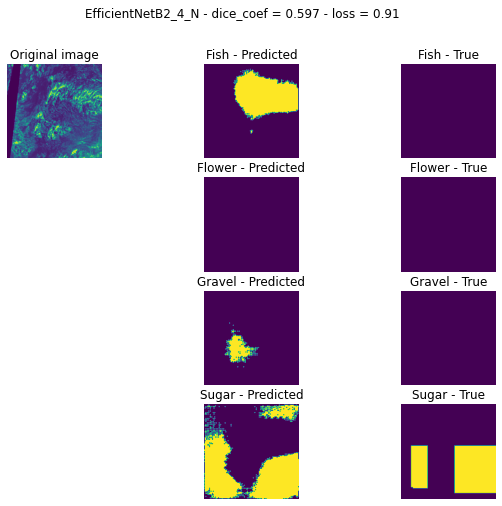 EfficientNetB2_4_N - dice_coef = 0.597 - loss = 0.91
Original image
Fish - Predicted
Fish - True
Flower - Predicted
Flower - True
Gravel - Predicted
Gravel - True
Sugar - Predicted
Sugar - True